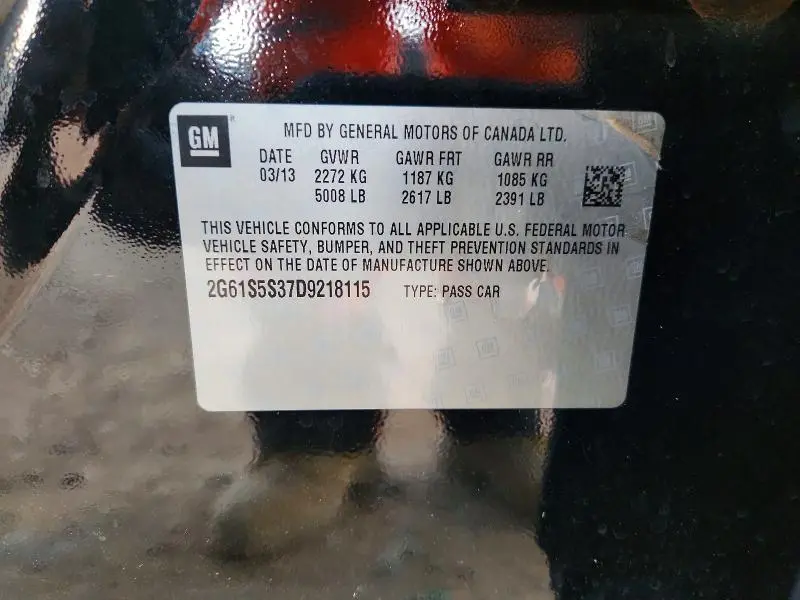 GM
MFD BY GENERAL MOTORS OF CANADA LTD.
DATE GVWR GAWR FRT GAWR RR
03/13 2272 KG 1187 KG 1085 KG
5008 LB 2617 LB 2391 LB
THIS VEHICLE CONFORMS TO ALL APPLICABLE U.S. FEDERAL MOTOR
VEHICLE SAFETY, BUMPER, AND THEFT PREVENTION STANDARDS IN
EFFECT ON THE DATE OF MANUFACTURE SHOWN ABOVE.
2G61S5S37D9218115 TYPE: PASS CAR